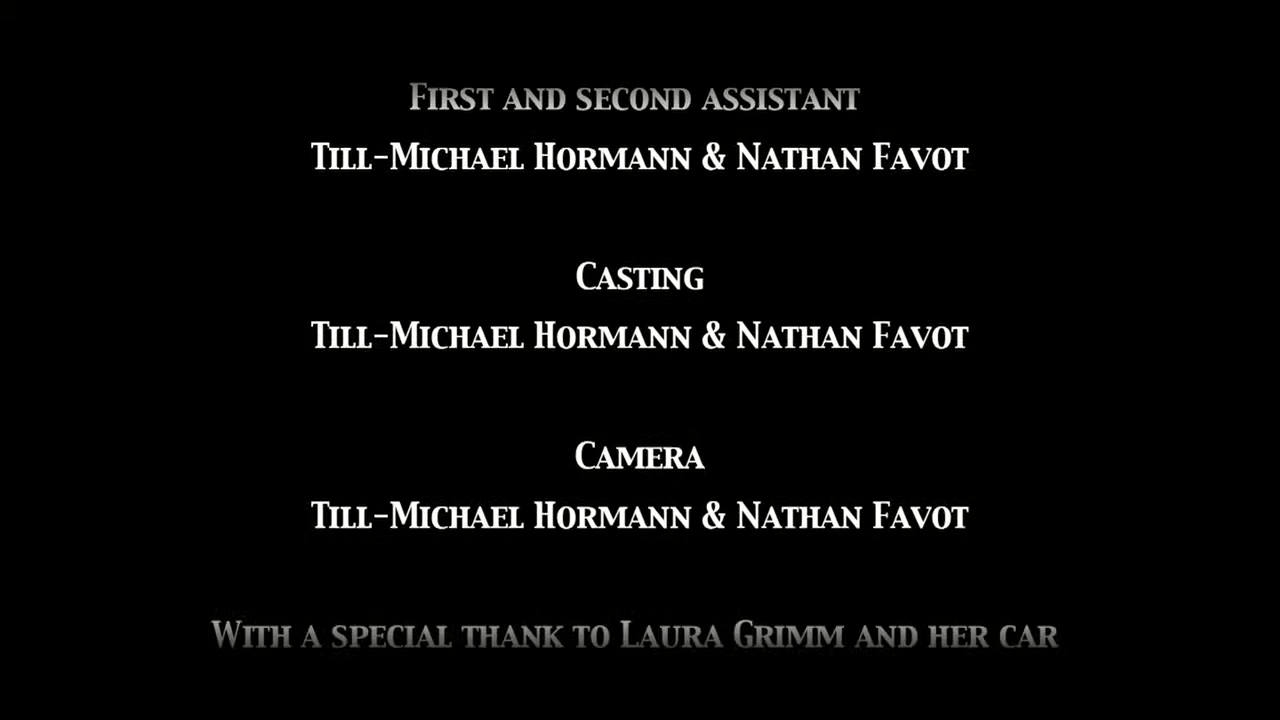 First and second assistant
Till-Michael Hormann & Nathan Favot
Casting
Till-Michael Hormann & Nathan Favot
Camera
Till-Michael Hormann & Nathan Favot
With a special thank to Laura Grimm and her car